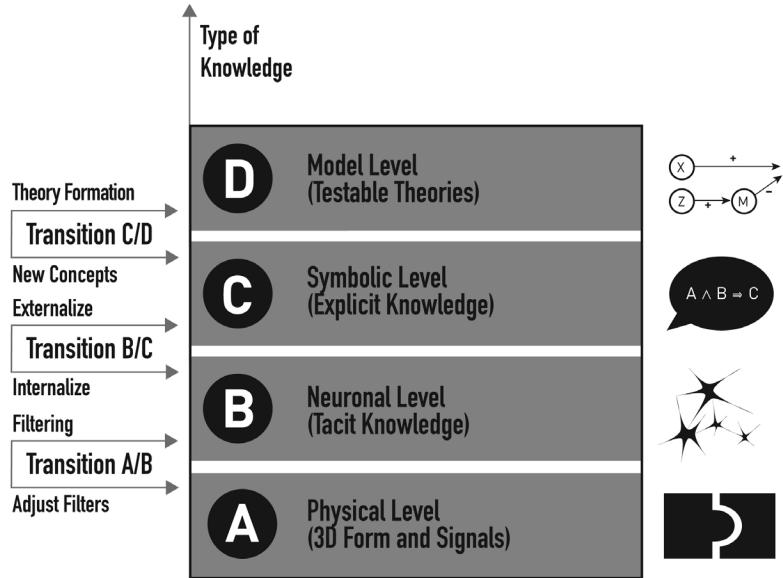 Type of
Knowledge
D
Model Level
(Testable Theories)
X
+
Z
+
M
−
Theory Formation
Transition C/D
New Concepts
C
Symbolic Level
(Explicit Knowledge)
A ∧ B ⇒ C
Externalize
Transition B/C
Internalize
B
Neuronal Level
(Tacit Knowledge)
Filtering
Transition A/B
Adjust Filters
A
Physical Level
(3D Form and Signals)